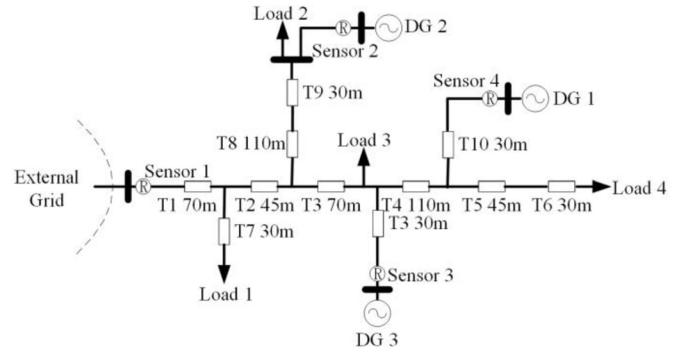 Load 2
DG 2
Sensor 2
T9 30m
Sensor 4
DG 1
T8 110m
Load 3
T10 30m
External
Grid
Sensor 1
T1 70m
T2 45m
T3 70m
T4 110m
T5 45m
T6 30m
Load 4
T7 30m
T3 30m
Load 1
Sensor 3
DG 3
R
R
R
R